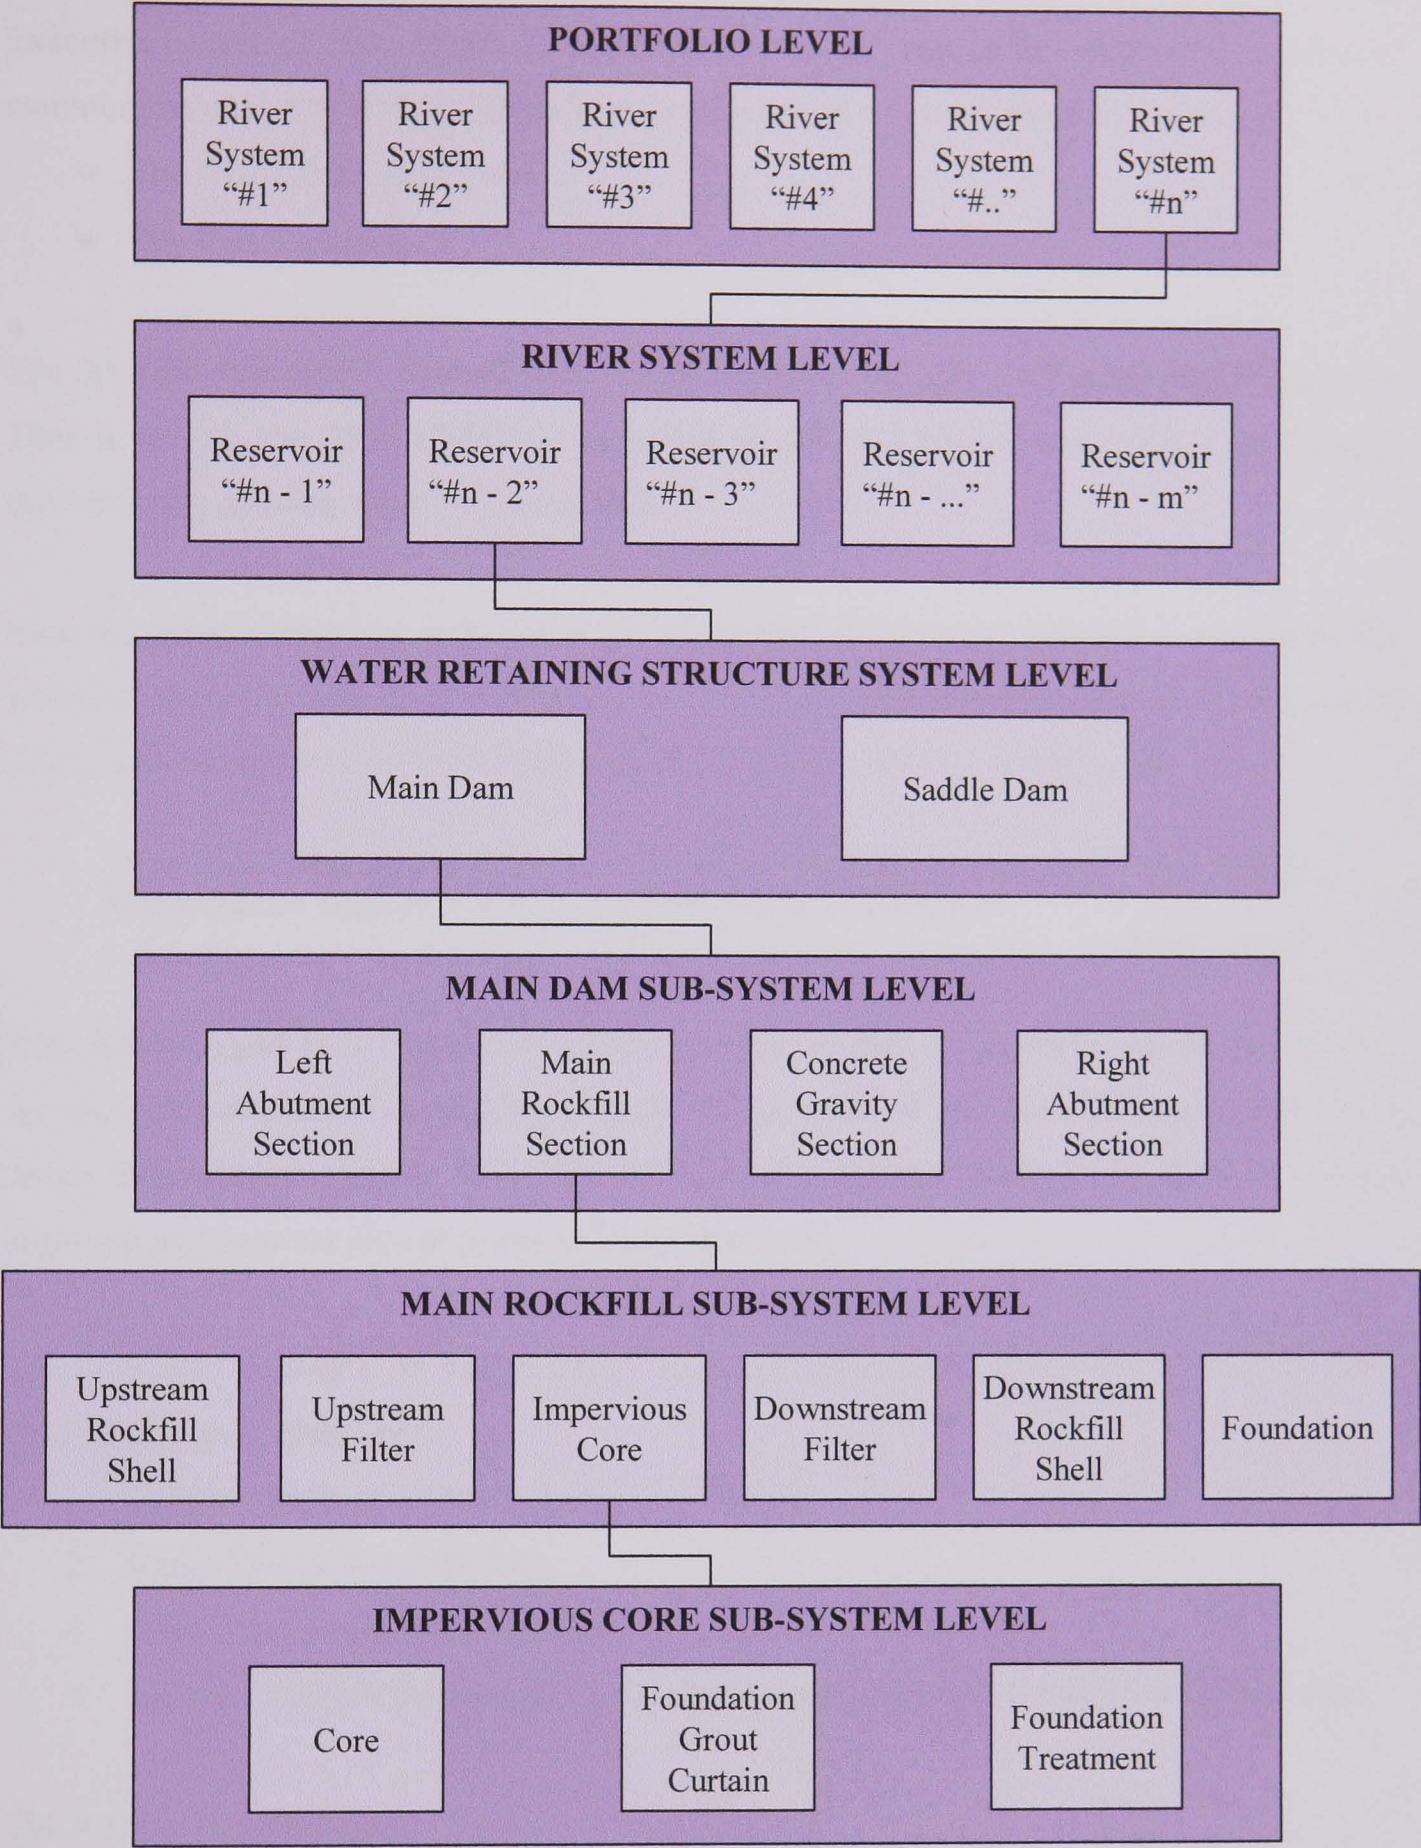 PORTFOLIO LEVEL
River
System
“#1”
River
System
“#2”
River
System
“#3”
River
System
“#4”
River
System
“#..”
River
System
“#n”
RIVER SYSTEM LEVEL
Reservoir
“#n - 1”
Reservoir
“#n - 2”
Reservoir
“#n - 3”
Reservoir
“#n - ...”
Reservoir
“#n - m”
WATER RETAINING STRUCTURE SYSTEM LEVEL
Main Dam
Saddle Dam
MAIN DAM SUB-SYSTEM LEVEL
Left
Abutment
Section
Main
Rockfill
Section
Concrete
Gravity
Section
Right
Abutment
Section
MAIN ROCKFILL SUB-SYSTEM LEVEL
Upstream
Rockfill
Shell
Upstream
Filter
Impervious
Core
Downstream
Filter
Downstream
Rockfill
Shell
Foundation
IMPERVIOUS CORE SUB-SYSTEM LEVEL
Core
Foundation
Grout
Curtain
Foundation
Treatment